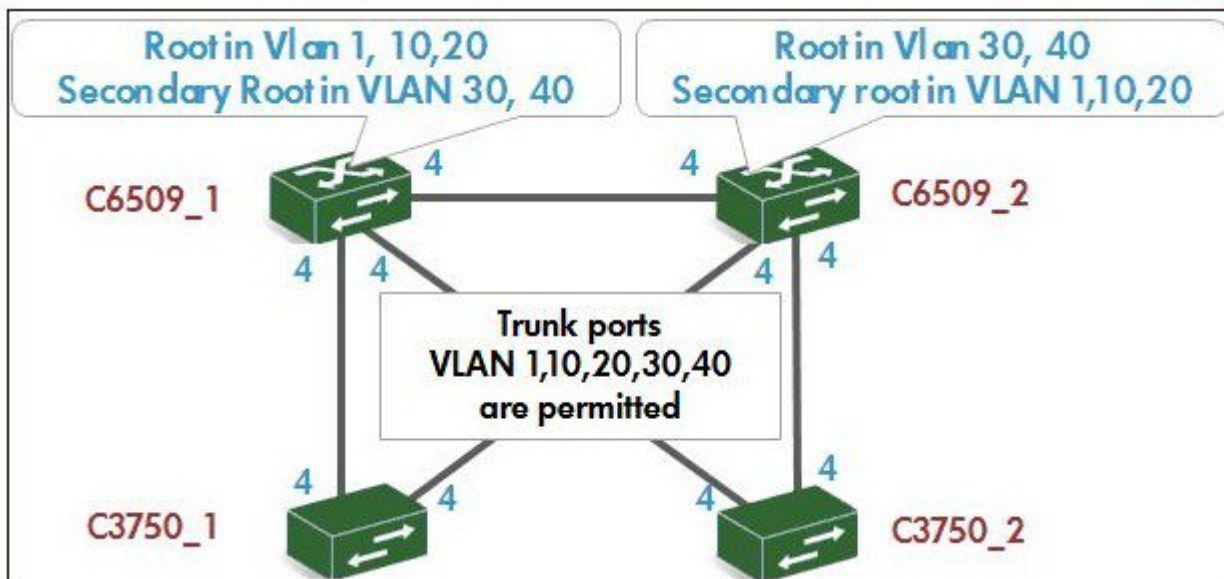 Root in Vlan 1, 10,20
Secondary Root in VLAN 30, 40
Root in Vlan 30, 40
Secondary root in VLAN 1,10,20
4
4
C6509_1
C6509_2
4
4
4
4
Trunk ports
VLAN 1,10,20,30,40
are permitted
4
4
4
4
C3750_1
C3750_2